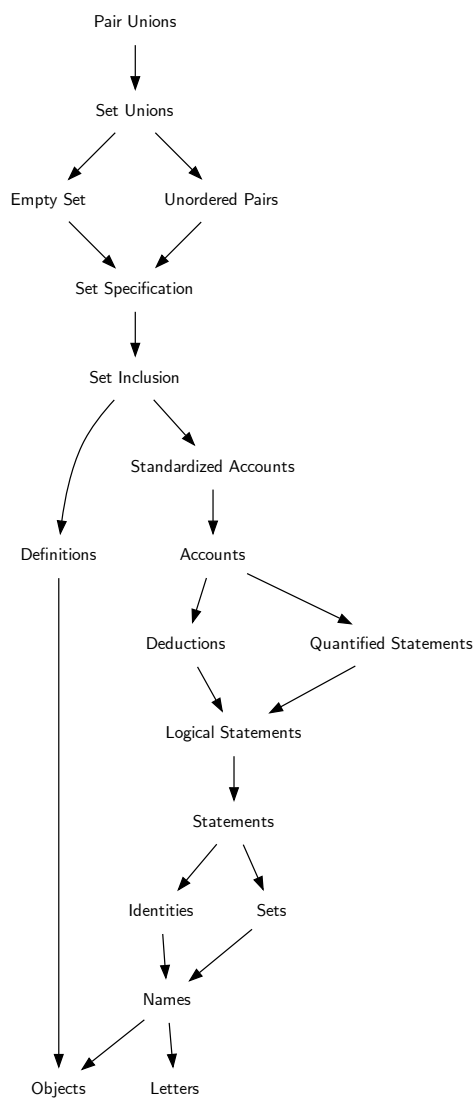 Pair Unions
Set Unions
Empty Set
Unordered Pairs
Set Specification
Set Inclusion
Standardized Accounts
Definitions
Accounts
Deductions
Quantified Statements
Logical Statements
Statements
Identities
Sets
Names
Objects
Letters